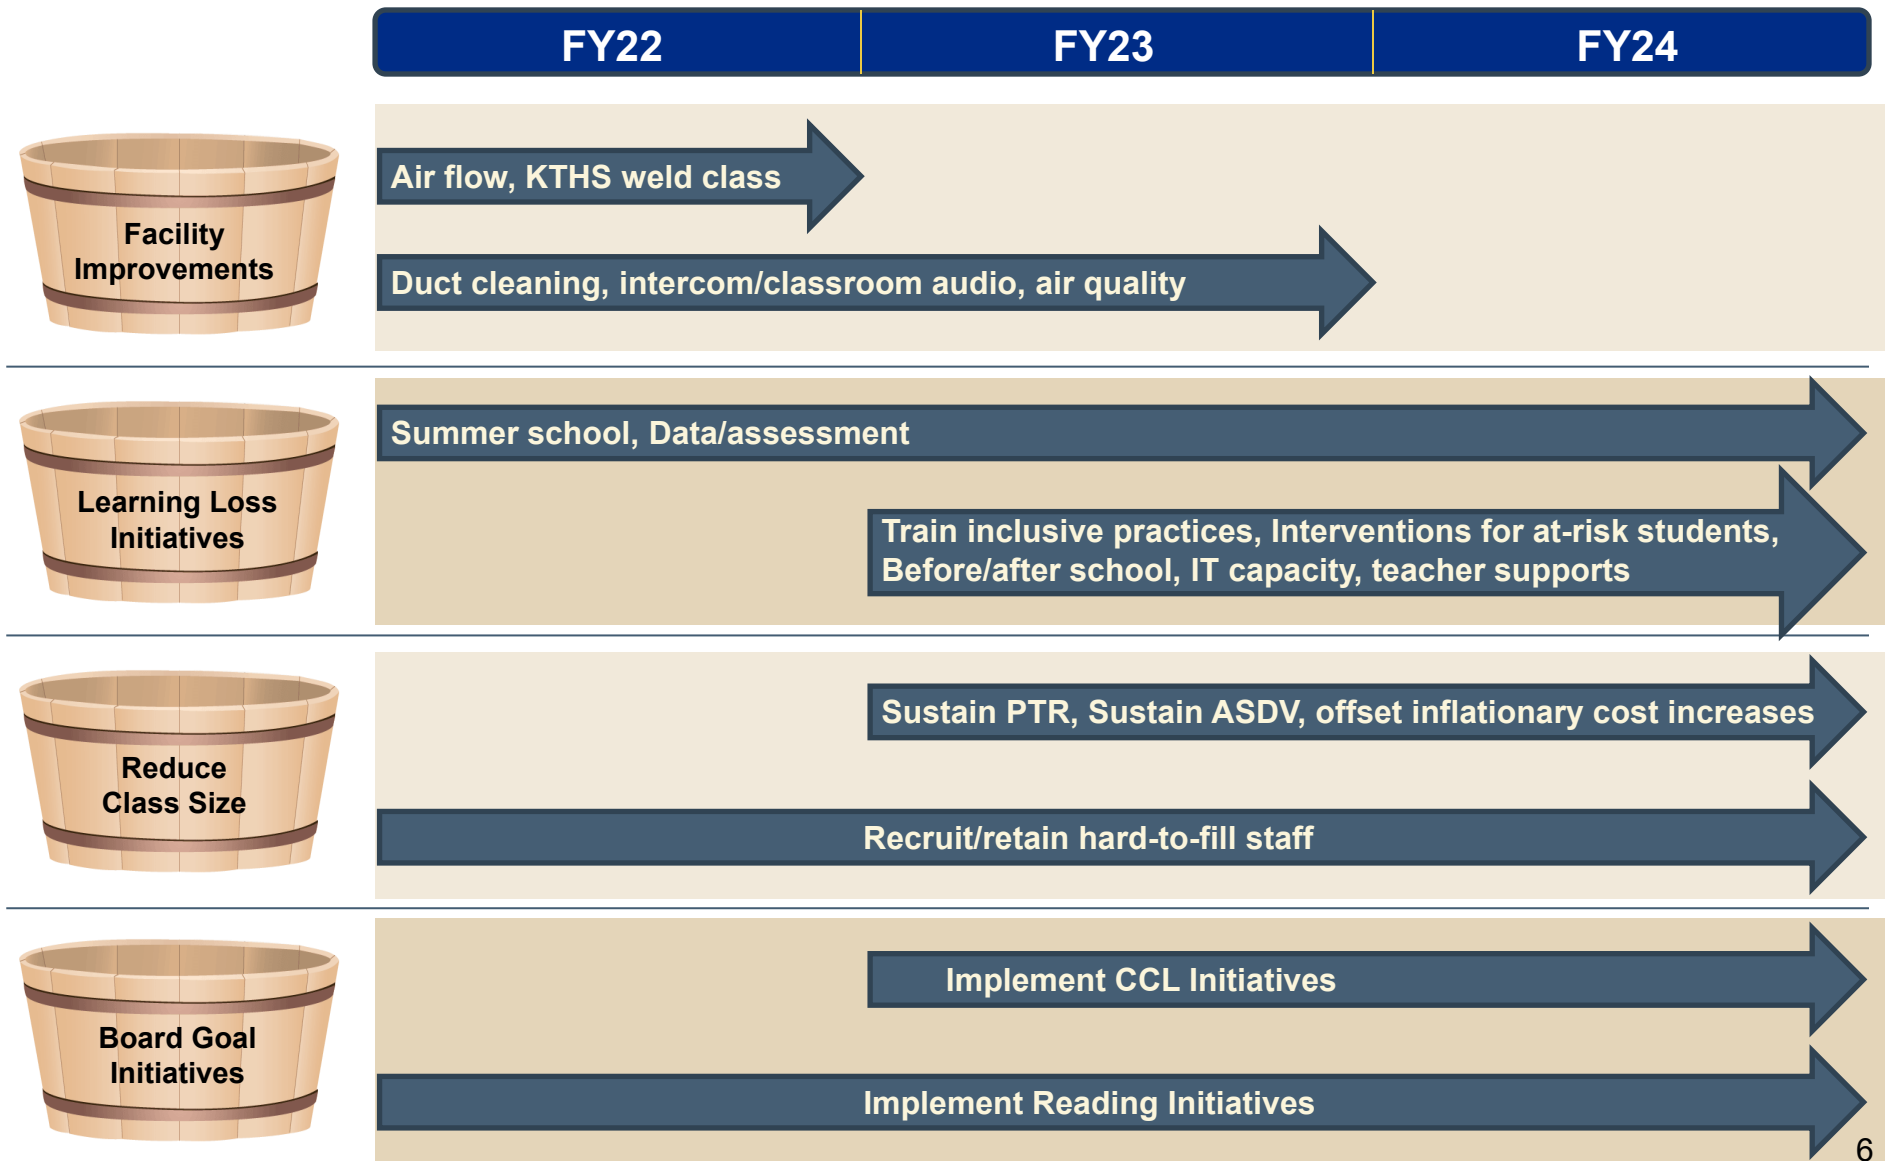 FY22
FY23
FY24
Facility
Improvements
Air flow, KTHS weld class
Duct cleaning, intercom/classroom audio, air quality
Learning Loss
Initiatives
Summer school, Data/assessment
Train inclusive practices, Interventions for at-risk students,
Before/after school, IT capacity, teacher supports
Reduce
Class Size
Sustain PTR, Sustain ASDV, offset inflationary cost increases
Recruit/retain hard-to-fill staff
Board Goal
Initiatives
Implement CCL Initiatives
Implement Reading Initiatives
6